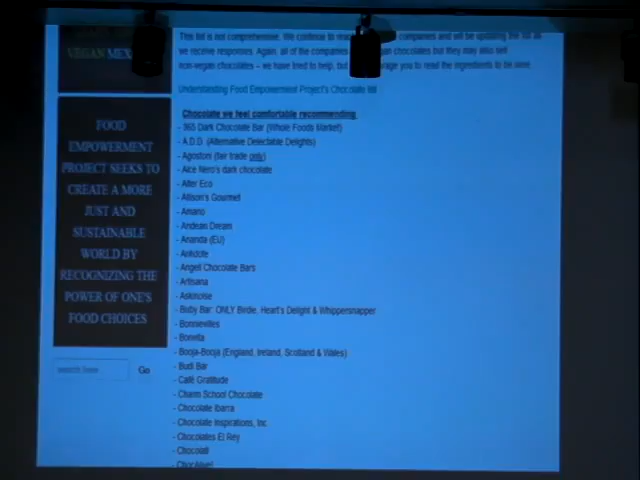 VEGAN MEX
FOOD
EMPOWERMENT
PROJECT SEEKS TO
CREATE A MORE
JUST AND
SUSTAINABLE
WORLD BY
RECOGNIZING THE
POWER OF ONE'S
FOOD CHOICES
search here
Go
This list is not comprehensive. We continue to companies and will be updating the list as
we receive responses. Again, all of the companies chocolates but they may also sell
non-vegan chocolates – we have tried to help, but you to read the ingredients to be sure.
Understanding Food Empowerment Project's Chocolate list
Chocolate we feel comfortable recommending:
- 365 Dark Chocolate Bar (Whole Foods Market)
- A.D.D. (Alternative Delectable Delights)
- Agostoni (fair trade only)
- Alce Nero's dark chocolate
- Alter Eco
- Allison's Gourmet
- Amano
- Andean Dream
- Ananda (EU)
- Antidote
- Angell Chocolate Bars
- Artisana
- Askinosie
- Bixby Bar: ONLY Birdie, Heart's Delight & Whippersnapper
- Bonnievilles
- Bonvita
- Booja-Booja (England, Ireland, Scotland & Wales)
- Budi Bar
- Café Gratitude
- Charm School Chocolate
- Chocolate Ibarra
- Chocolate Inspirations, Inc
- Chocolates El Rey
- Chocolatl